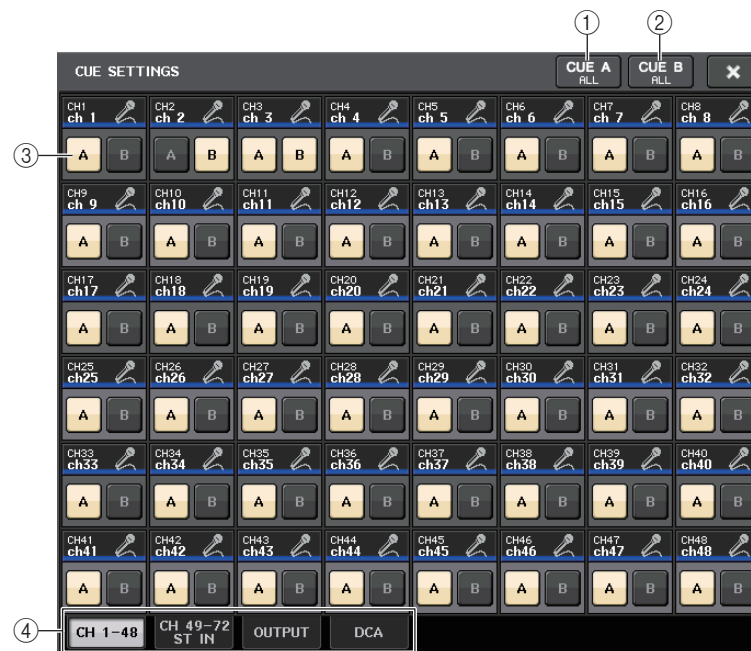 ① ②
CUE SETTINGS
CUE A
ALL
CUE B
ALL
×
③
CH1 CH2 CH3 CH4 CH5 CH6 CH7 CH8
ch 1 ch 2 ch 3 ch 4 ch 5 ch 6 ch 7 ch 8
A B A B A B A B A B A B A B A B
CH9 CH10 CH11 CH12 CH13 CH14 CH15 CH16
ch 9 ch10 ch11 ch12 ch13 ch14 ch15 ch16
A B A B A B A B A B A B A B A B
CH17 CH18 CH19 CH20 CH21 CH22 CH23 CH24
ch17 ch18 ch19 ch20 ch21 ch22 ch23 ch24
A B A B A B A B A B A B A B A B
CH25 CH26 CH27 CH28 CH29 CH30 CH31 CH32
ch25 ch26 ch27 ch28 ch29 ch30 ch31 ch32
A B A B A B A B A B A B A B A B
CH33 CH34 CH35 CH36 CH37 CH38 CH39 CH40
ch33 ch34 ch35 ch36 ch37 ch38 ch39 ch40
A B A B A B A B A B A B A B A B
CH41 CH42 CH43 CH44 CH45 CH46 CH47 CH48
ch41 ch42 ch43 ch44 ch45 ch46 ch47 ch48
A B A B A B A B A B A B A B A B
④
CH 1-48
CH 49-72
ST IN
OUTPUT
DCA